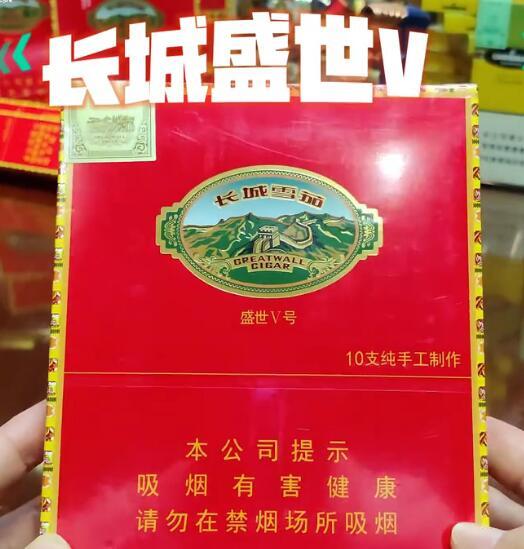 长城盛世V
长城雪茄
GREATWALL
CIGAR
盛世V号
10支纯手工制作
本公司提示
吸烟有害健康
请勿在禁烟场所吸烟